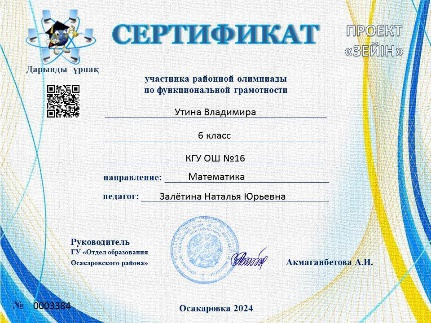 СЕРТИФИКАТ
ПРОЕКТ
«ЗЕЙІН»
Дарынды ұрпақ
участника районной олимпиады
по функциональной грамотности
Утина Владимира
6 класс
КГУ ОШ №16
направление: Математика
педагог: Залётина Наталья Юрьевна
Руководитель
ГУ «Отдел образования
Осакаровского района»
Акмаганбетова А.Н.
№ 0003384
Осакаровка 2024